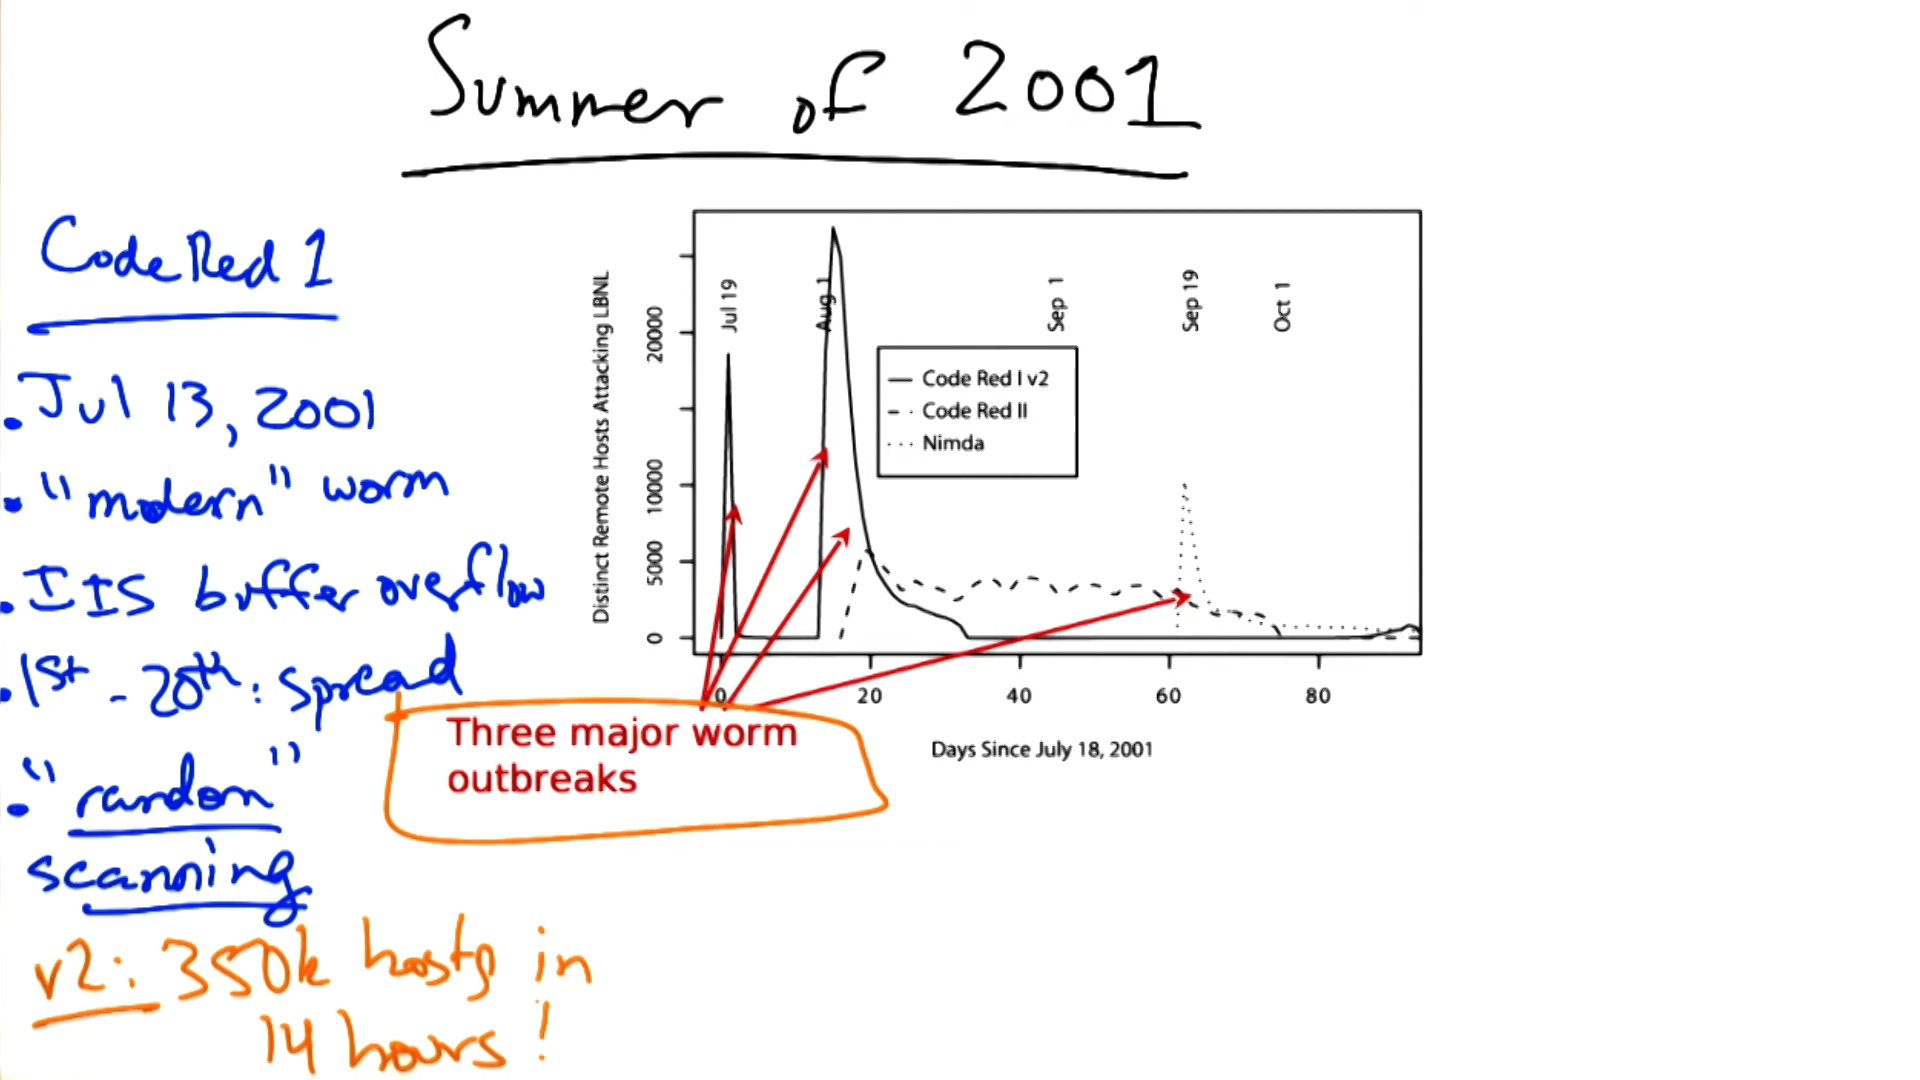 Summer of 2001
Code Red 1
• Jul 13, 2001
• "modern" worm
• IIS buffer overflow
• 1st - 20th: spread
• "random"
scanning
v2: 350k hosts in
14 hours!
Distinct Remote Hosts Attacking LBNL
0
5000
10000
20000
Jul 19
Aug 1
Sep 1
Sep 19
Oct 1
Code Red I v2
Code Red II
Nimda
0 20 40 60 80
Days Since July 18, 2001
Three major worm
outbreaks